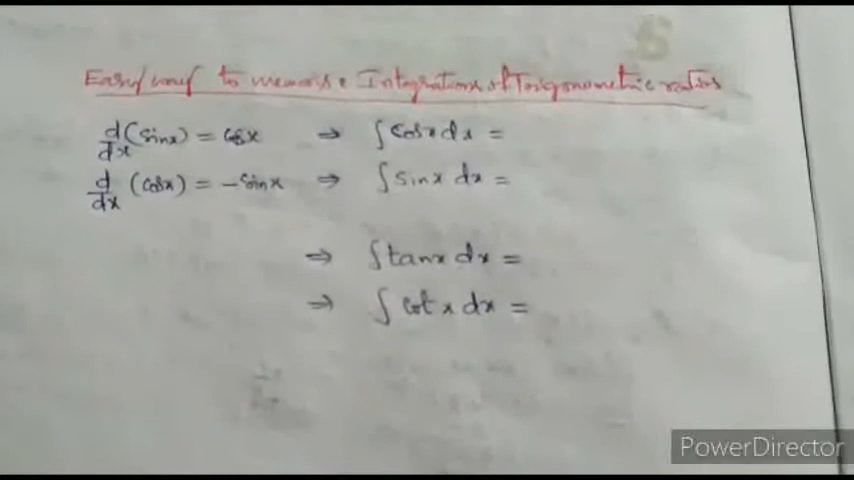 Easy way to memorise Integrations of Trigonometric ratios
d/dx (sinx) = cosx ⇒ ∫cosx dx =
d/dx (cosx) = -sinx ⇒ ∫sinx dx =
⇒ ∫tanx dx =
⇒ ∫cotx dx =
PowerDirector